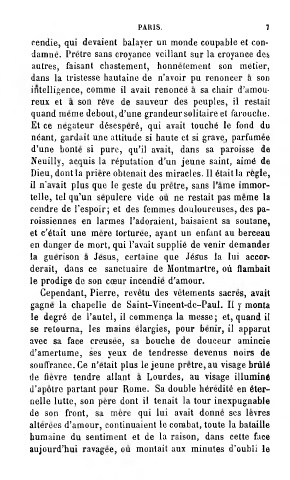 PARIS. 7
cendie, qui devaient balayer un monde coupable et con-
damné. Prêtre sans croyance veillant sur la croyance des
autres, faisant chastement, honnêtement son métier,
dans la tristesse hautaine de n'avoir pu renoncer à son
intelligence, comme il avait renoncé à sa chair d'amou-
reux et à son rêve de sauveur des peuples, il restait
quand même debout, d'une grandeur solitaire et farouche.
Et ce négateur désespéré, qui avait touché le fond du
néant, gardait une attitude si haute et si grave, parfumée
d'une bonté si pure, qu'il avait, dans sa paroisse de
Neuilly, acquis la réputation d'un jeune saint, aimé de
Dieu, dont la prière obtenait des miracles. Il était la règle,
il n'avait plus que le geste du prêtre, sans l'âme immor-
telle, tel qu'un sépulcre vide où ne restait pas même la
cendre de l'espoir; et des femmes douloureuses, des pa-
roissiennes en larmes l'adoraient, baisaient sa soutane,
et c'était une mère torturée, ayant un enfant au berceau
en danger de mort, qui l'avait supplié de venir demander
la guérison à Jésus, certaine que Jésus la lui accor-
derait, dans ce sanctuaire de Montmartre, où flambait
le prodige de son cœur incendié d'amour.
Cependant, Pierre, revêtu des vêtements sacrés, avait
gagné la chapelle de Saint-Vincent-de-Paul. Il y monta
le degré de l'autel, il commença la messe; et, quand il
se retourna, les mains élargies, pour bénir, il apparut
avec sa face creusée, sa bouche de douceur amincie
d'amertume, ses yeux de tendresse devenus noirs de
souffrance. Ce n'était plus le jeune prêtre, au visage brûlé
de fièvre tendre allant à Lourdes, au visage illuminé
d'apôtre partant pour Rome. Sa double hérédité en éter-
nelle lutte, son père dont il tenait la tour inexpugnable
de son front, sa mère qui lui avait donné ses lèvres
altérées d'amour, continuaient le combat, toute la bataille
humaine du sentiment et de la raison, dans cette face
aujourd'hui ravagée, où montait aux minutes d'oubli le